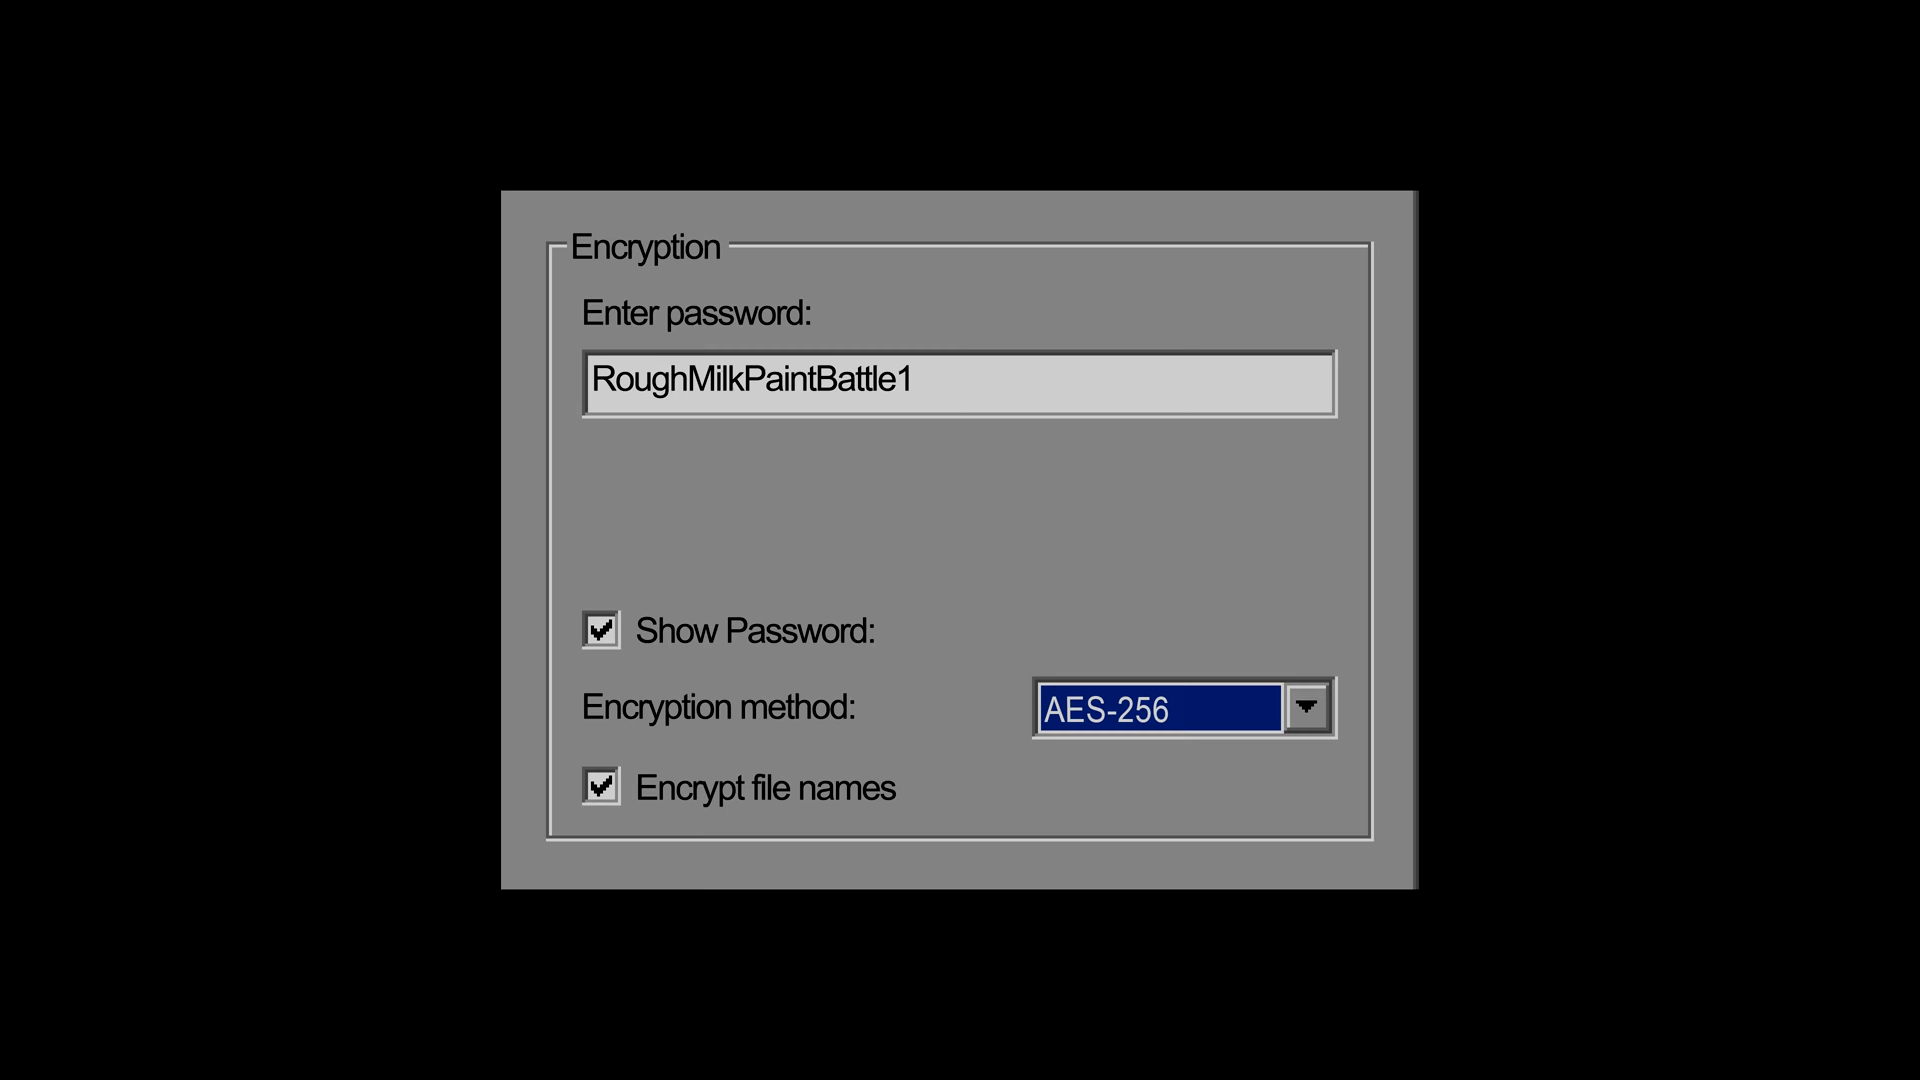 Encryption
Enter password:
RoughMilkPaintBattle1
Show Password:
Encryption method:
AES-256
Encrypt file names